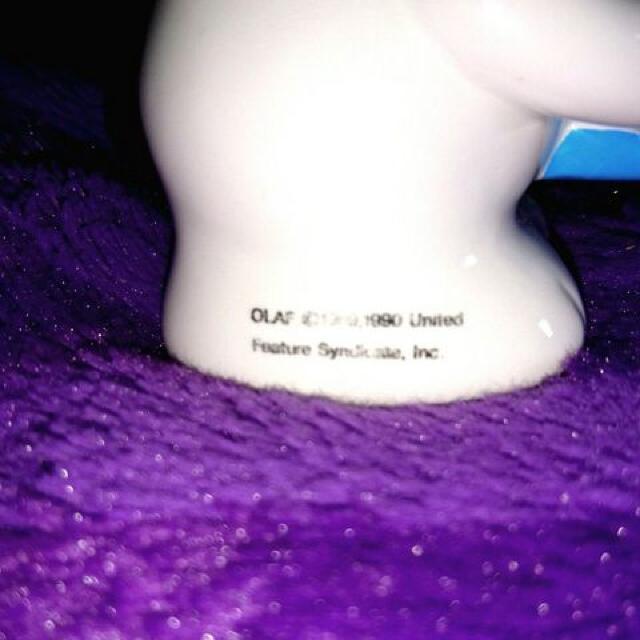 OLAF © 1990 United
Feature Syndicate, Inc.